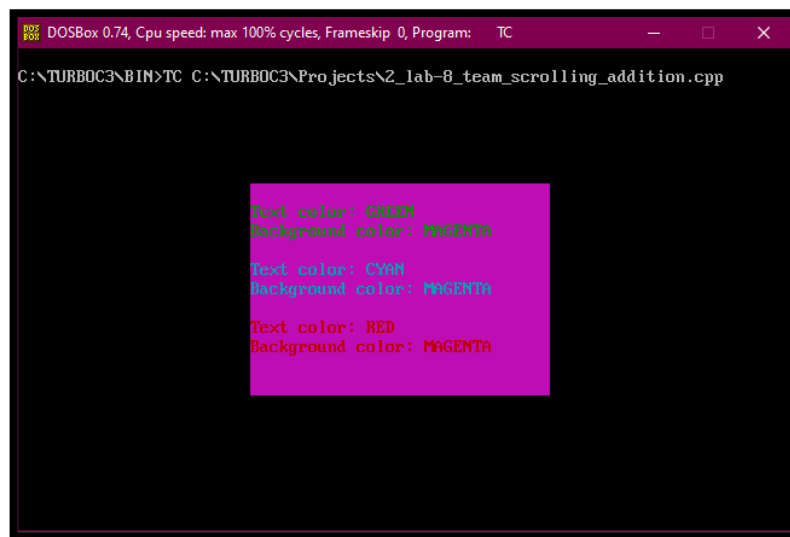 DOS BOX
DOSBox 0.74, Cpu speed: max 100% cycles, Frameskip 0, Program: TC
C:\TURBOC3\BIN>TC C:\TURBOC3\Projects\2_lab-8_team_scrolling_addition.cpp
Text color: GREEN
Background color: MAGENTA
Text color: CYAN
Background color: MAGENTA
Text color: RED
Background color: MAGENTA